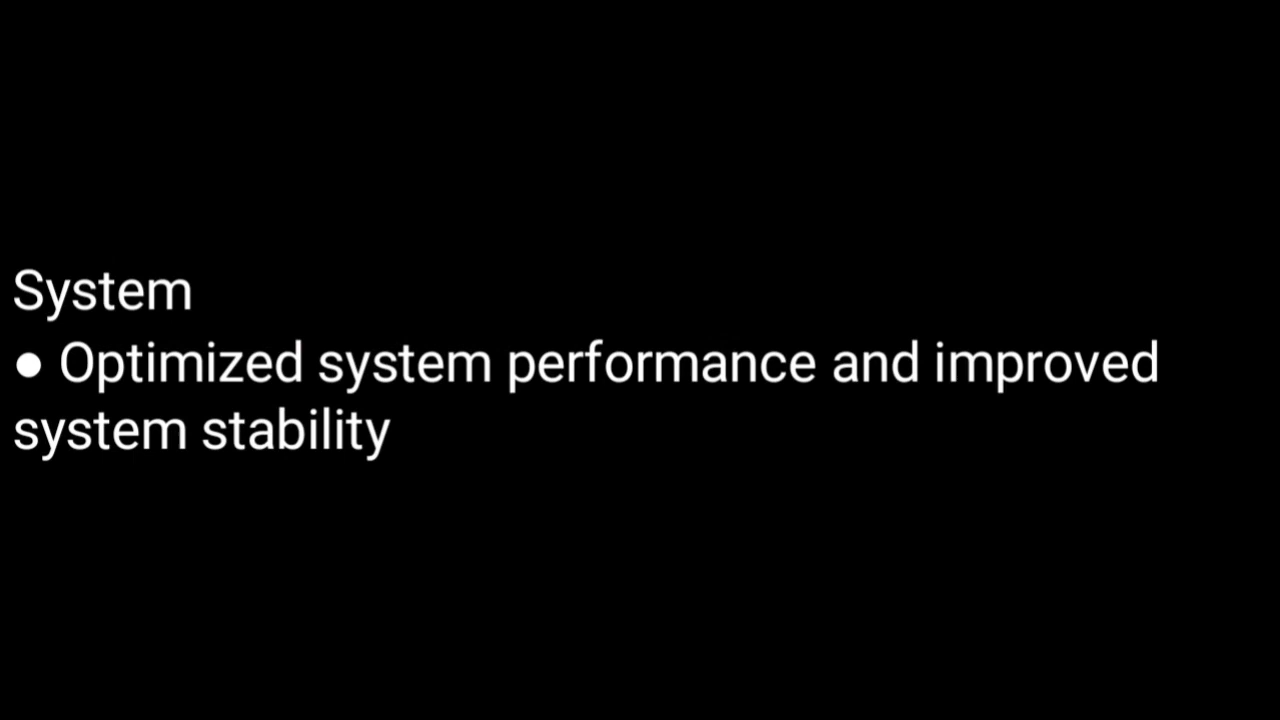 System
● Optimized system performance and improved
system stability